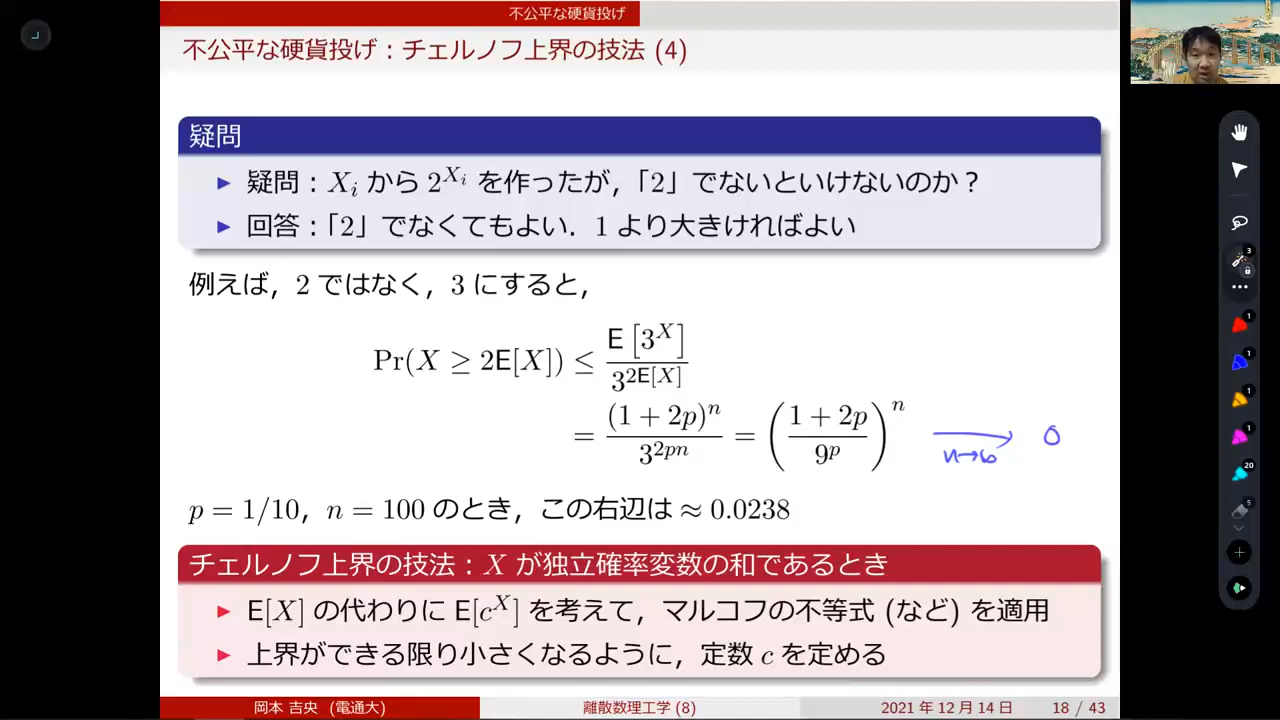 不公平な硬貨投げ
不公平な硬貨投げ：チェルノフ上界の技法 (4)
疑問
▶ 疑問：X_i から 2^{X_i} を作ったが，「2」でないといけないのか？
▶ 回答：「2」でなくてもよい．1 より大きければよい
例えば，2 ではなく，3 にすると，
Pr(X ≥ 2E[X]) ≤ E[3^X] / 3^{2E[X]}
= (1 + 2p)^n / 3^{2pn} = ((1 + 2p) / 9^p)^n → 0
n→∞
p = 1/10，n = 100 のとき，この右辺は ≈ 0.0238
チェルノフ上界の技法：X が独立確率変数の和であるとき
▶ E[X] の代わりに E[c^X] を考えて，マルコフの不等式 (など) を適用
▶ 上界ができる限り小さくなるように，定数 c を定める
岡本 吉央 (電通大) 離散数理工学 (8) 2021 年 12 月 14 日 18 / 43
3
1
1
1
1
20
5